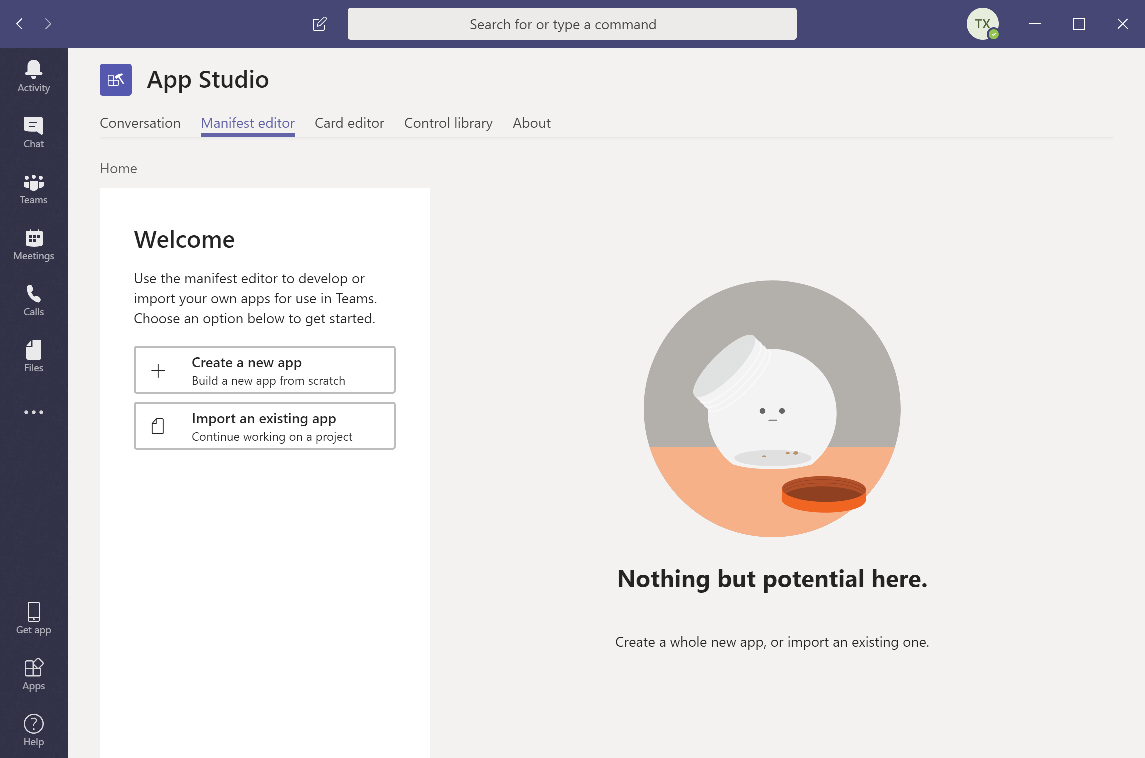 Search for or type a command
TX
Activity
Chat
Teams
Meetings
Calls
Files
Get app
Apps
Help
App Studio
Conversation
Manifest editor
Card editor
Control library
About
Home
Welcome
Use the manifest editor to develop or
import your own apps for use in Teams.
Choose an option below to get started.
Create a new app
Build a new app from scratch
Import an existing app
Continue working on a project
Nothing but potential here.
Create a whole new app, or import an existing one.